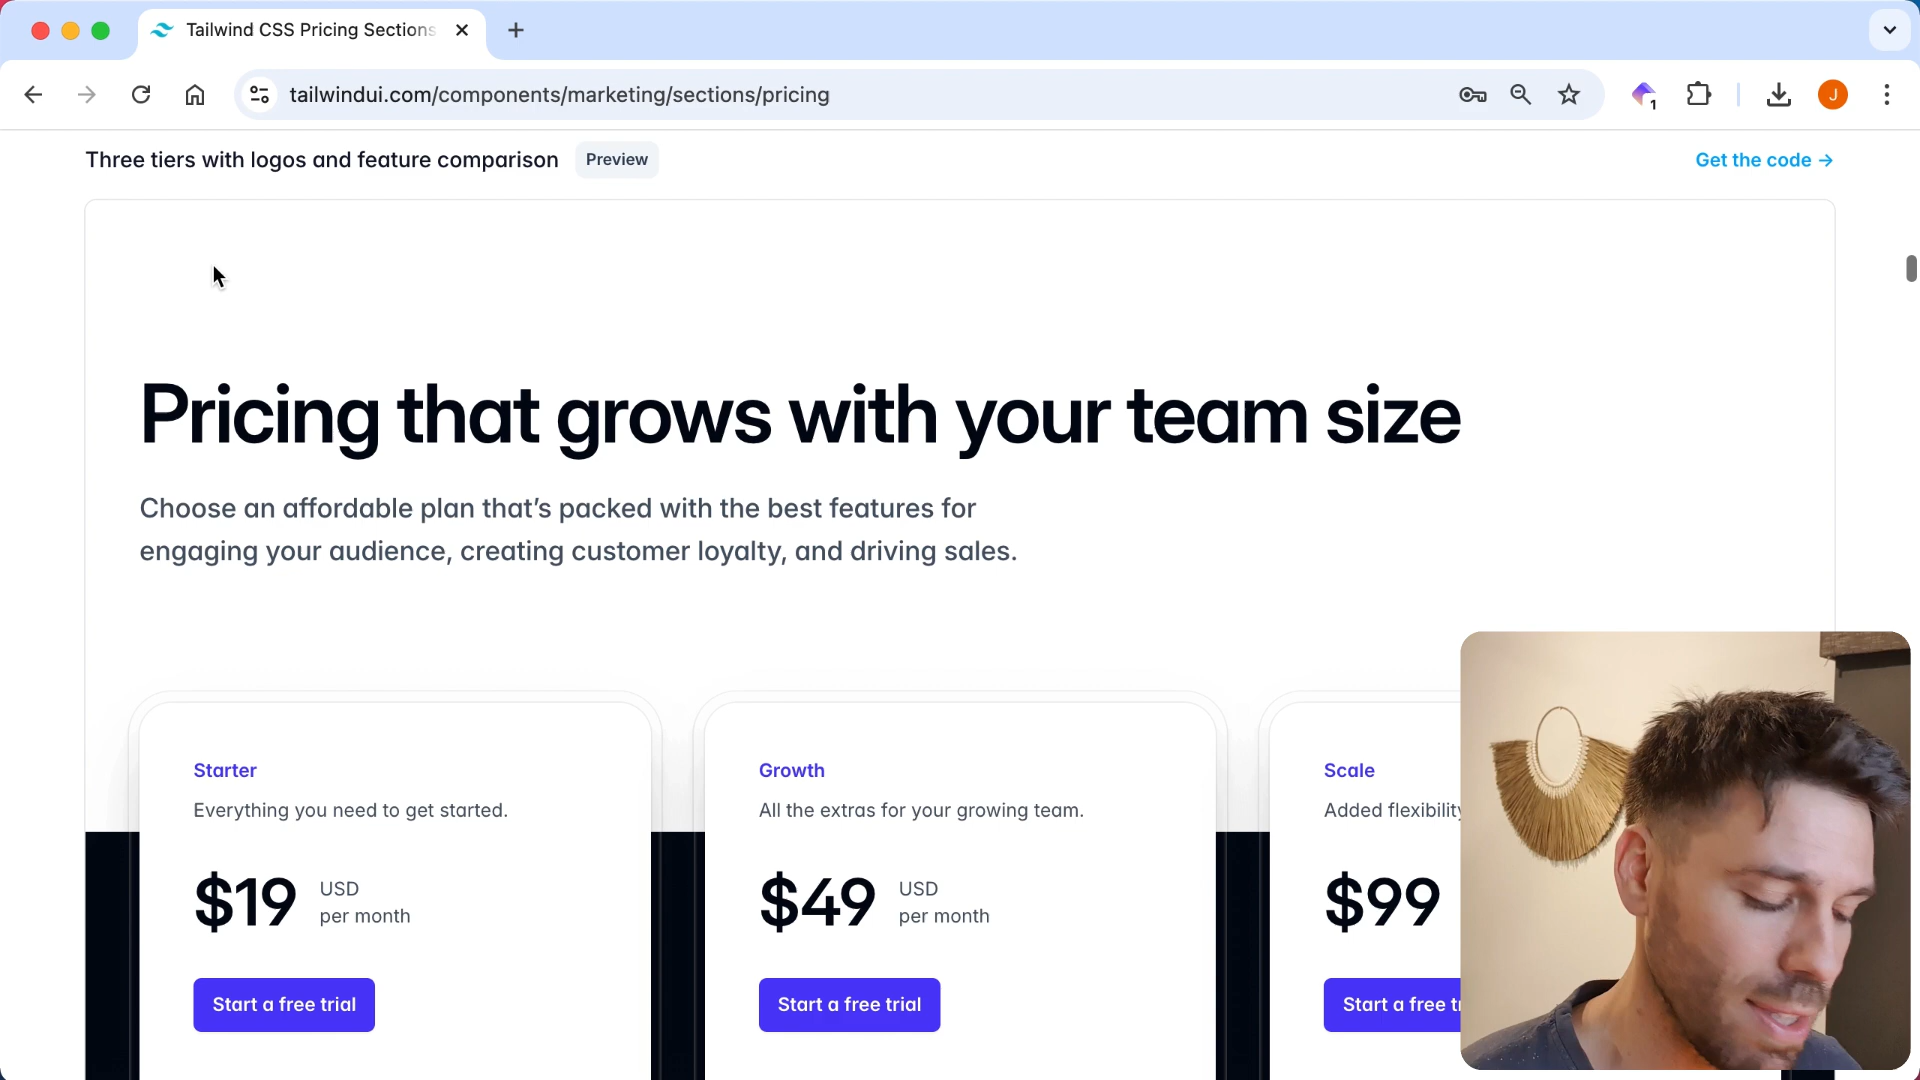 Tailwind CSS Pricing Sections
tailwindui.com/components/marketing/sections/pricing
1
J
Three tiers with logos and feature comparison
Preview
Get the code →
Pricing that grows with your team size
Choose an affordable plan that's packed with the best features for
engaging your audience, creating customer loyalty, and driving sales.
Starter
Everything you need to get started.
$19
USD
per month
Start a free trial
Growth
All the extras for your growing team.
$49
USD
per month
Start a free trial
Scale
Added flexibility
$99
Start a free